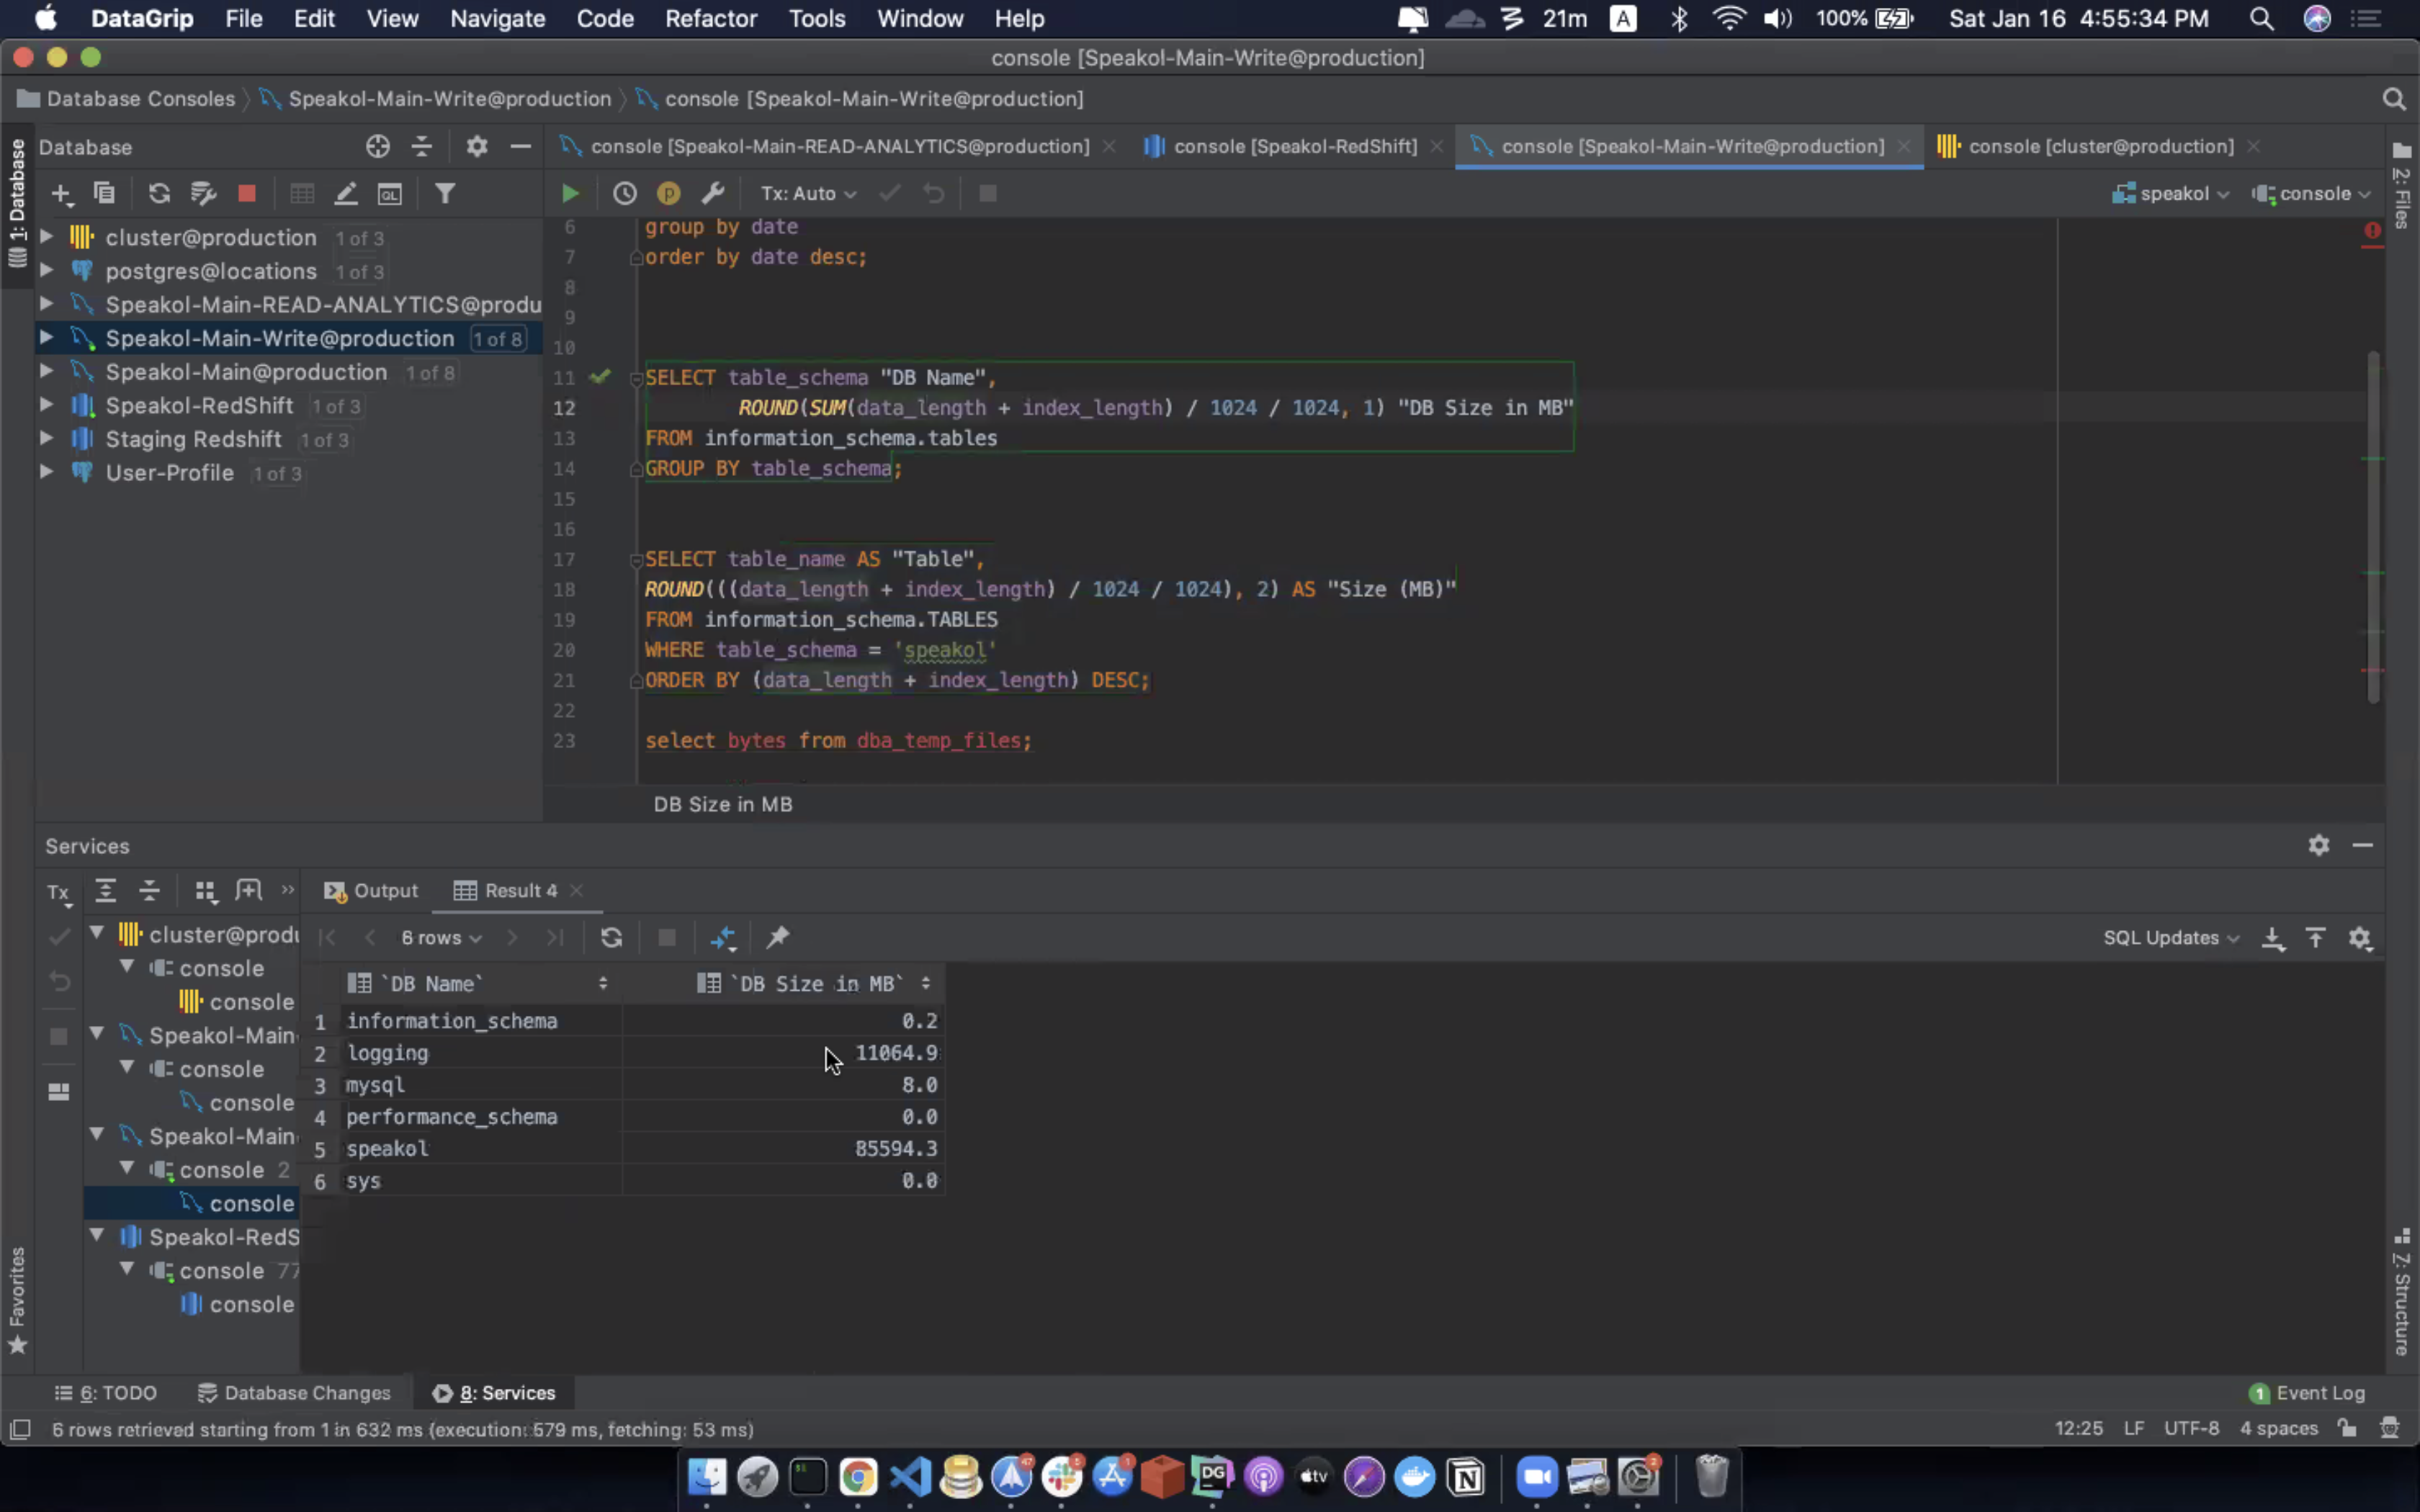 DataGrip File Edit View Navigate Code Refactor Tools Window Help 21m A 100% Sat Jan 16 4:55:34 PM
console [Speakol-Main-Write@production]
Database Consoles Speakol-Main-Write@production console [Speakol-Main-Write@production]
1: Database
Database
console [Speakol-Main-READ-ANALYTICS@production] console [Speakol-RedShift] console [Speakol-Main-Write@production] console [cluster@production]
2: Files
QL p Tx: Auto speakol console
cluster@production 1 of 3
postgres@locations 1 of 3
Speakol-Main-READ-ANALYTICS@produ
Speakol-Main-Write@production 1 of 8
Speakol-Main@production 1 of 8
Speakol-RedShift 1 of 3
Staging Redshift 1 of 3
User-Profile 1 of 3
6 group by date
7 order by date desc;
8
9
10
11 SELECT table_schema "DB Name",
12 ROUND(SUM(data_length + index_length) / 1024 / 1024, 1) "DB Size in MB"
13 FROM information_schema.tables
14 GROUP BY table_schema;
15
16
17 SELECT table_name AS "Table",
18 ROUND(((data_length + index_length) / 1024 / 1024), 2) AS "Size (MB)"
19 FROM information_schema.TABLES
20 WHERE table_schema = 'speakol'
21 ORDER BY (data_length + index_length) DESC;
22
23 select bytes from dba_temp_files;
DB Size in MB
Services
Tx
cluster@produ
console
console
Speakol-Main
console
console
Speakol-Main
console 2
console
Speakol-RedS
console 77
console
Output Result 4
6 rows SQL Updates
`DB Name` `DB Size in MB`
1 information_schema 0.2
2 logging 11064.9
3 mysql 8.0
4 performance_schema 0.0
5 speakol 85594.3
6 sys 0.0
Favorites
7: Structure
6: TODO Database Changes 8: Services 1 Event Log
6 rows retrieved starting from 1 in 632 ms (execution: 579 ms, fetching: 53 ms) 12:25 LF UTF-8 4 spaces
DG tv N